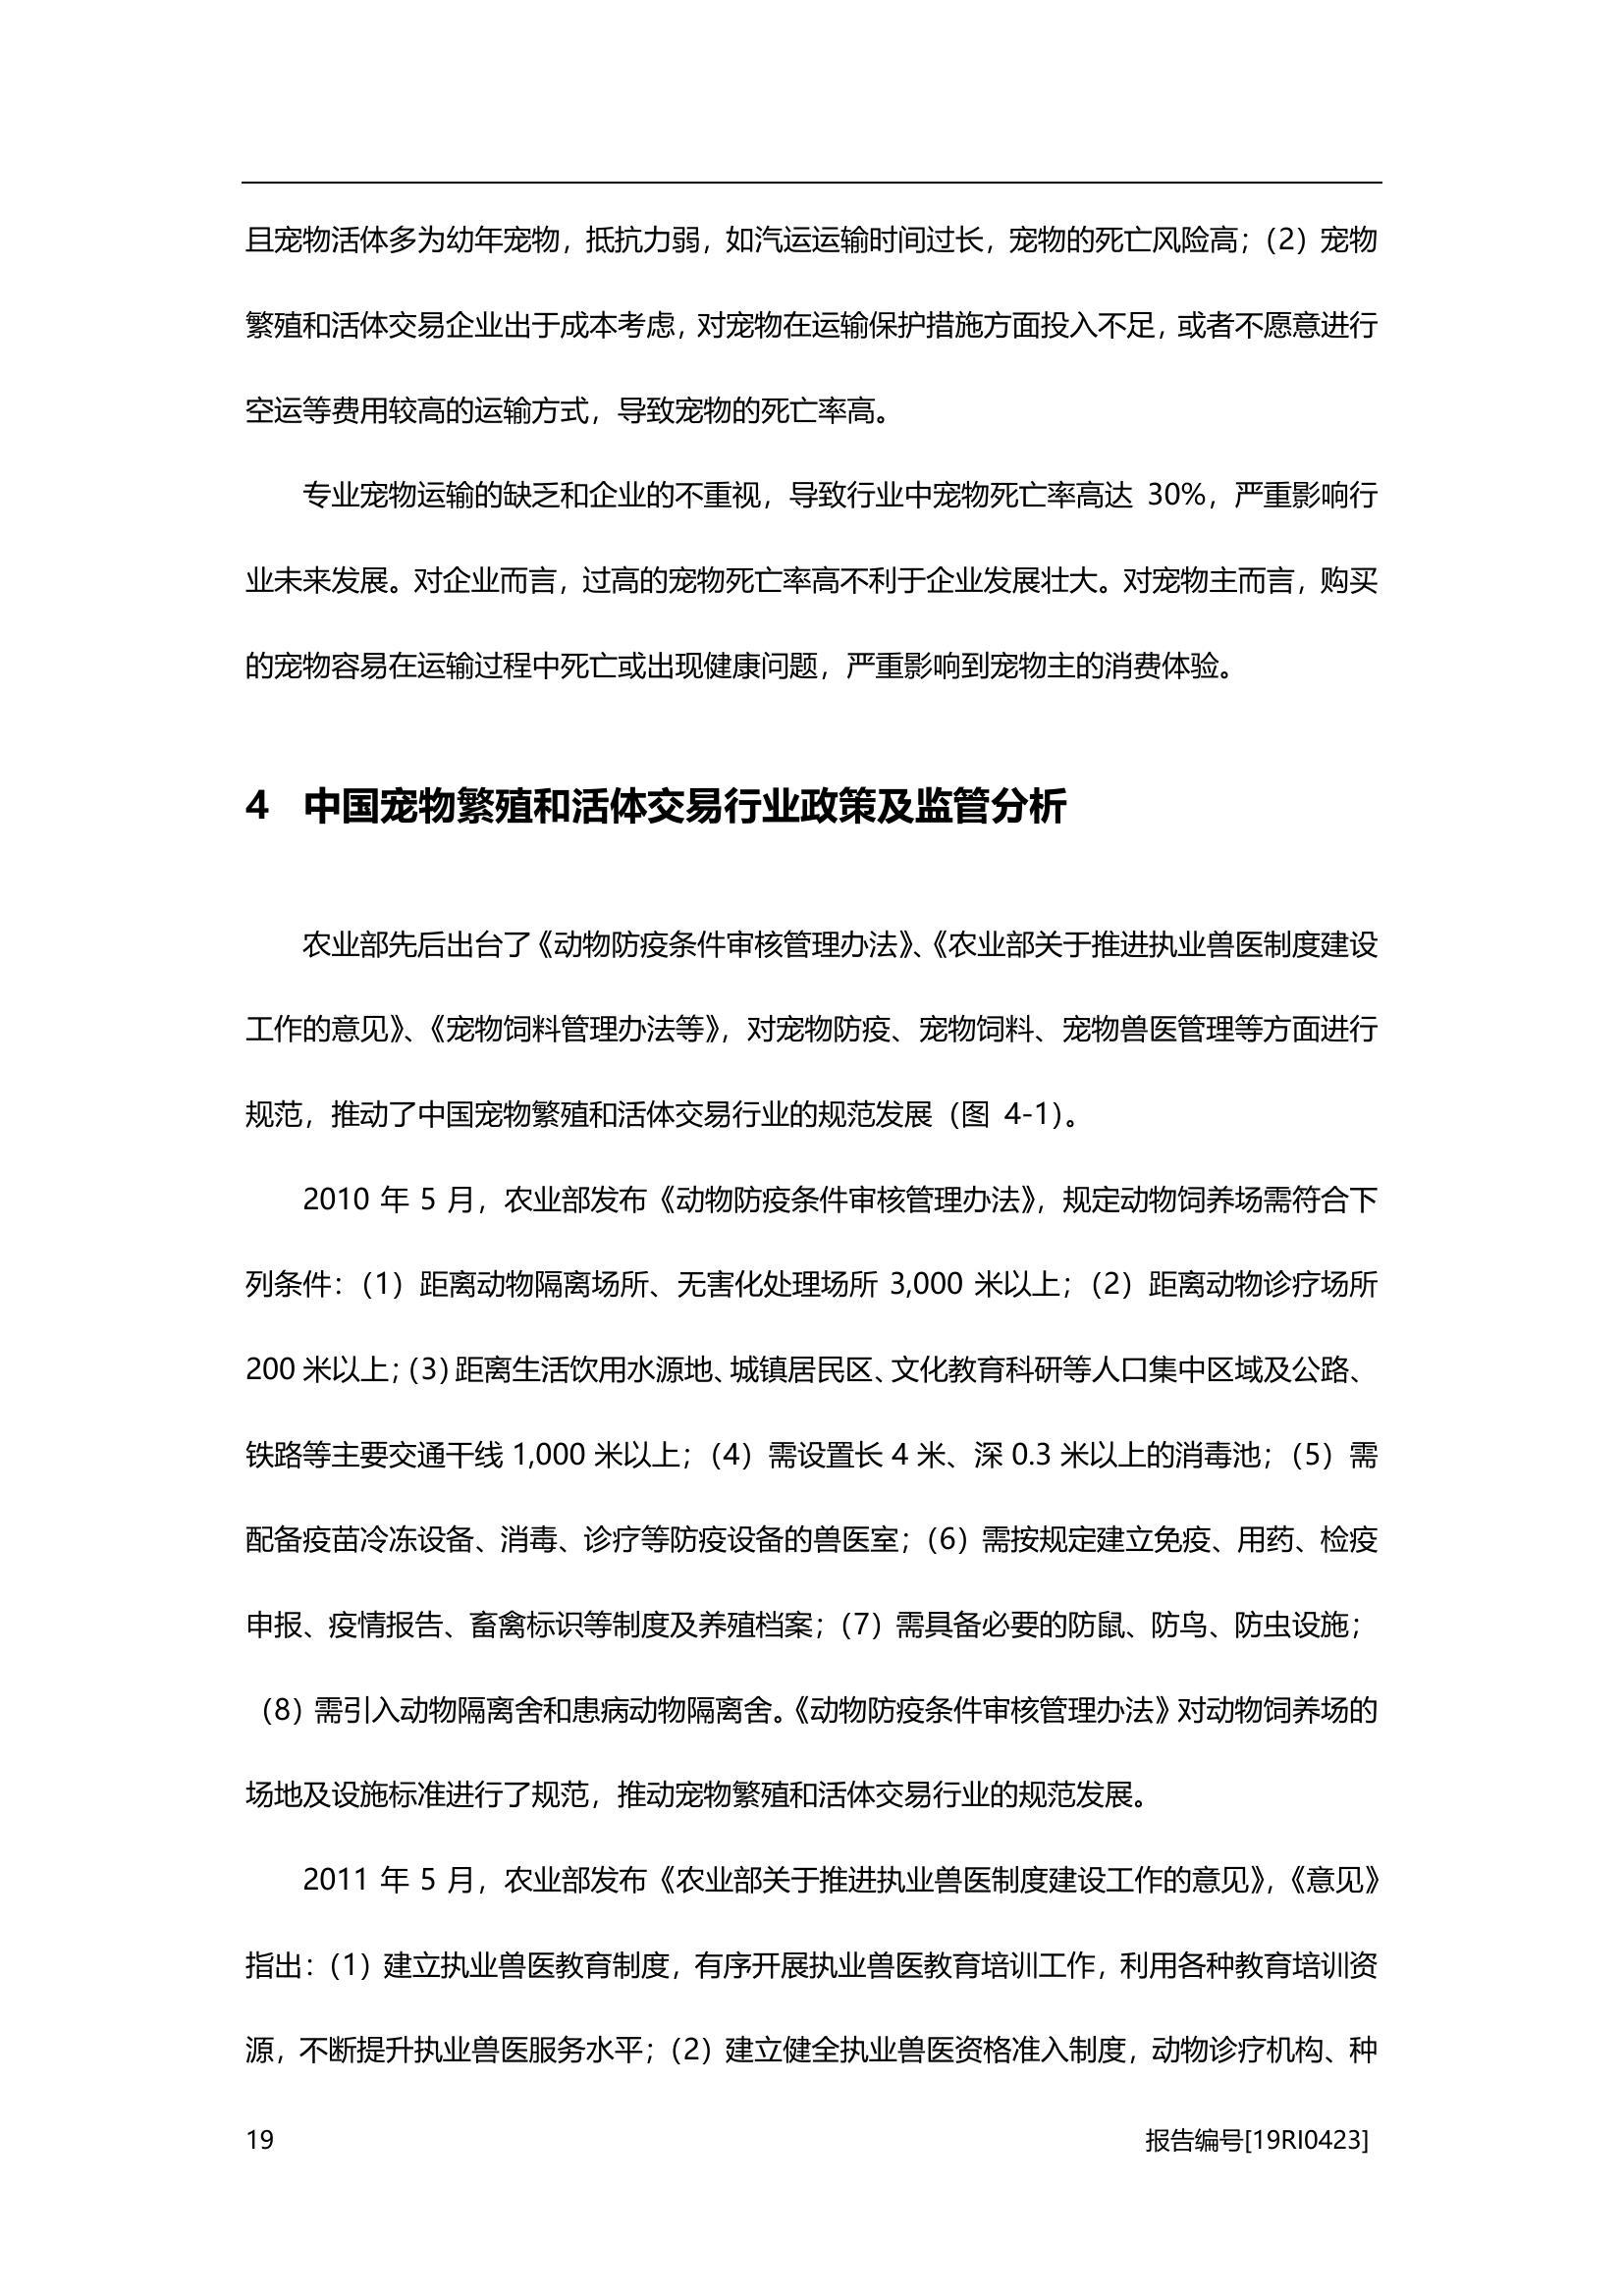 且宠物活体多为幼年宠物，抵抗力弱，如汽运运输时间过长，宠物的死亡风险高；（2）宠物
繁殖和活体交易企业出于成本考虑，对宠物在运输保护措施方面投入不足，或者不愿意进行
空运等费用较高的运输方式，导致宠物的死亡率高。
专业宠物运输的缺乏和企业的不重视，导致行业中宠物死亡率高达 30%，严重影响行
业未来发展。对企业而言，过高的宠物死亡率高不利于企业发展壮大。对宠物主而言，购买
的宠物容易在运输过程中死亡或出现健康问题，严重影响到宠物主的消费体验。
4 中国宠物繁殖和活体交易行业政策及监管分析
农业部先后出台了《动物防疫条件审核管理办法》、《农业部关于推进执业兽医制度建设
工作的意见》、《宠物饲料管理办法等》，对宠物防疫、宠物饲料、宠物兽医管理等方面进行
规范，推动了中国宠物繁殖和活体交易行业的规范发展（图 4-1）。
2010 年 5 月，农业部发布《动物防疫条件审核管理办法》，规定动物饲养场需符合下
列条件：（1）距离动物隔离场所、无害化处理场所 3,000 米以上；（2）距离动物诊疗场所
200 米以上；（3）距离生活饮用水源地、城镇居民区、文化教育科研等人口集中区域及公路、
铁路等主要交通干线 1,000 米以上；（4）需设置长 4 米、深 0.3 米以上的消毒池；（5）需
配备疫苗冷冻设备、消毒、诊疗等防疫设备的兽医室；（6）需按规定建立免疫、用药、检疫
申报、疫情报告、畜禽标识等制度及养殖档案；（7）需具备必要的防鼠、防鸟、防虫设施；
（8）需引入动物隔离舍和患病动物隔离舍。《动物防疫条件审核管理办法》对动物饲养场的
场地及设施标准进行了规范，推动宠物繁殖和活体交易行业的规范发展。
2011 年 5 月，农业部发布《农业部关于推进执业兽医制度建设工作的意见》，《意见》
指出：（1）建立执业兽医教育制度，有序开展执业兽医教育培训工作，利用各种教育培训资
源，不断提升执业兽医服务水平；（2）建立健全执业兽医资格准入制度，动物诊疗机构、种
19 报告编号[19RI0423]